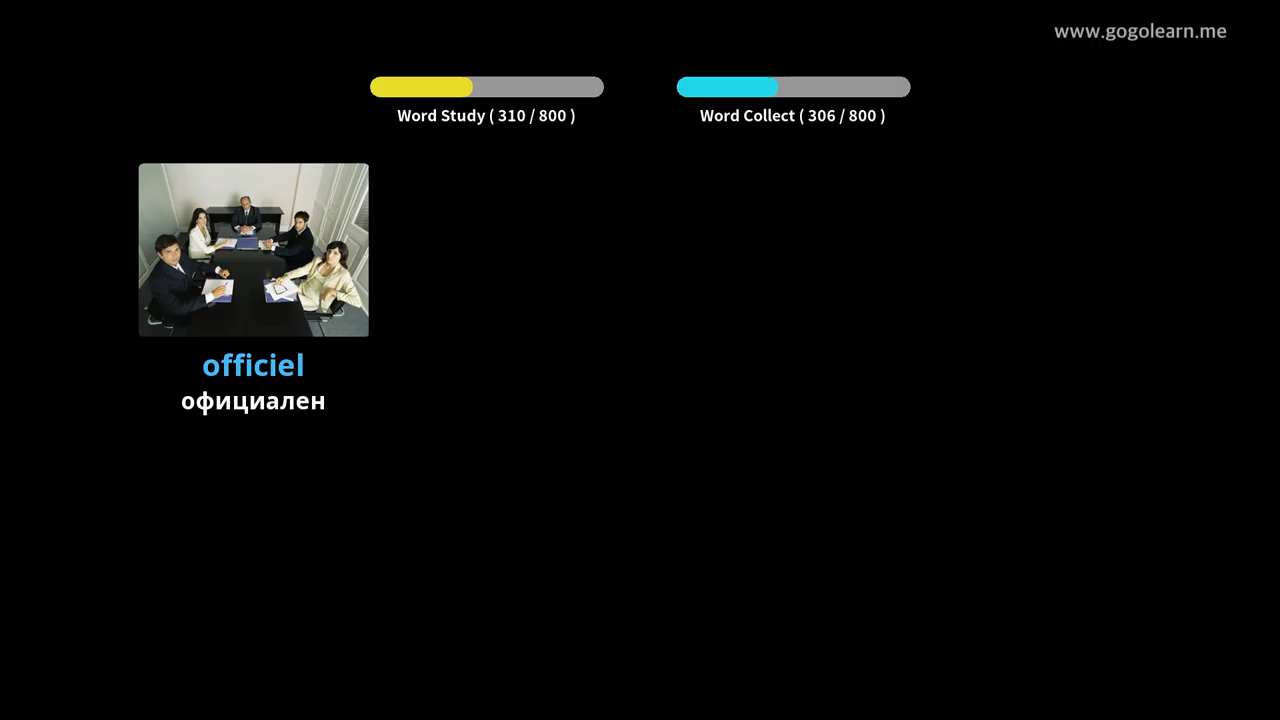 www.gogolearn.me
Word Study ( 310 / 800 )
Word Collect ( 306 / 800 )
officiel
официален